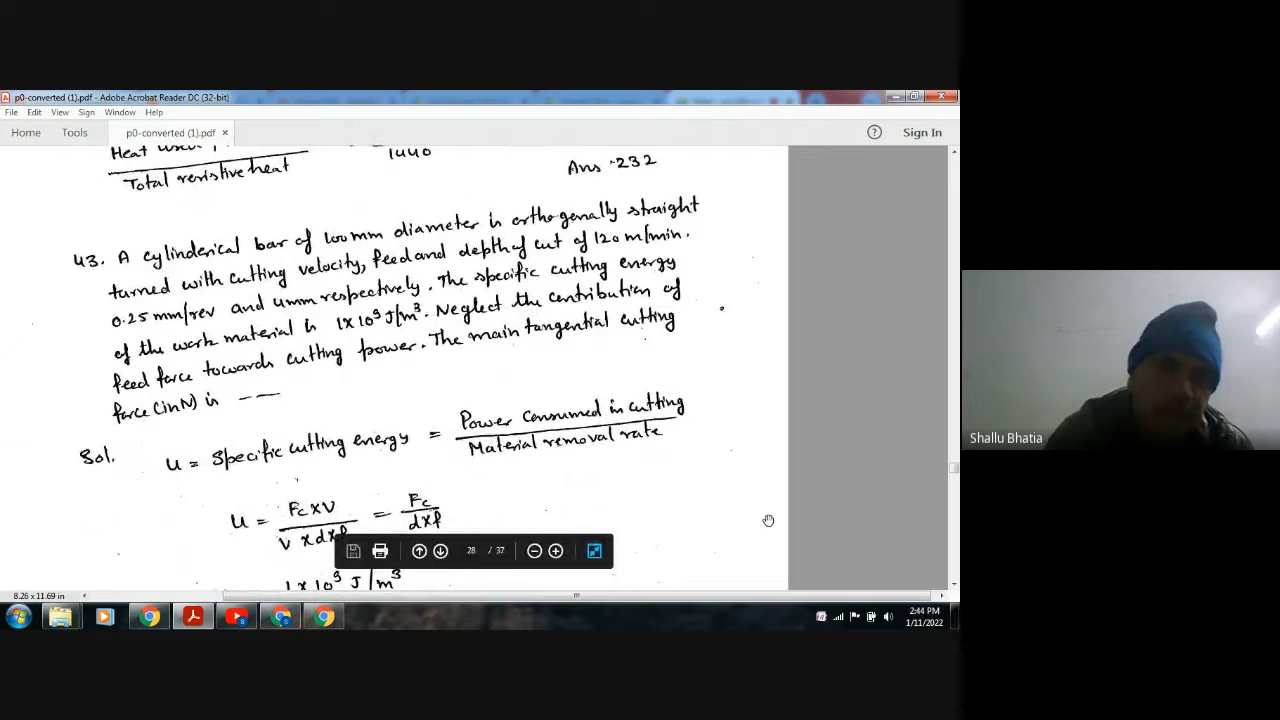 p0-converted (1).pdf - Adobe Acrobat Reader DC (32-bit)
File Edit View Sign Window Help
Home Tools p0-converted (1).pdf × Sign In
Heat
Total resistive heat
1440
Ans ·232
43. A cylinderical bar of 100mm diameter is orthogonally straight
turned with cutting velocity, feed and depth of cut of 120 m/min.
0.25 mm/rev and 4mm respectively. The specific cutting energy
of the work material is 1×10⁹ J/m³. Neglect the contribution of
feed force towards cutting power. The main tangential cutting
force (in N) is ——
Sol. u = Specific cutting energy = Power consumed in cutting
Material removal rate
u = Fc×V = Fc
V × d×f d×f
28 / 37
J/m³
8.26 x 11.69 in
2:44 PM
1/11/2022
Shallu Bhatia